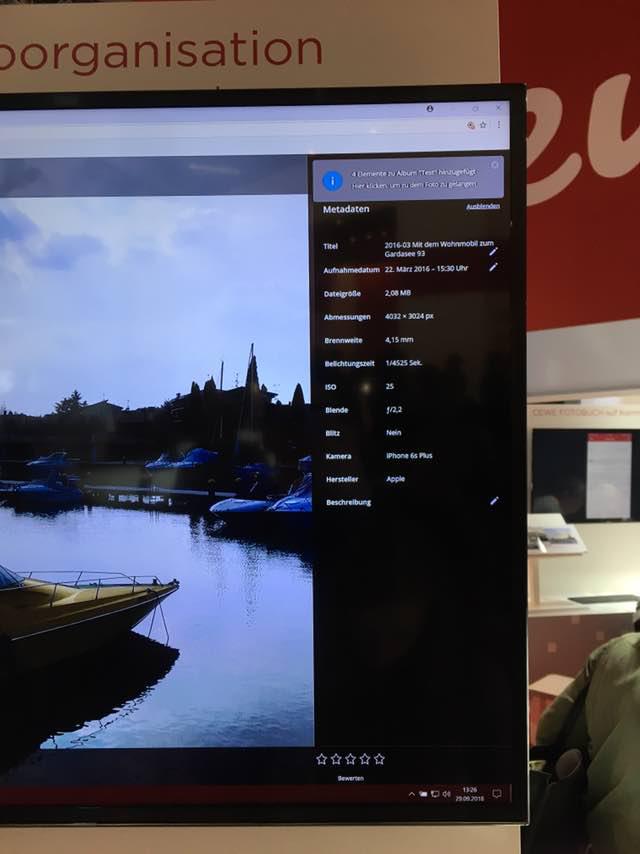 oorganisation
4 Elemente zu Album "Test" hinzugefügt
Hier klicken, um zu dem Foto zu gelangen
Metadaten
Ausblenden
Titel 2016-03 Mit dem Wohnmobil zum
Gardasee 93
Aufnahmedatum 22. März 2016 – 15:30 Uhr
Dateigröße 2,08 MB
Abmessungen 4032 × 3024 px
Brennweite 4,15 mm
Belichtungszeit 1/4525 Sek.
ISO 25
Blende ƒ/2,2
Blitz Nein
Kamera iPhone 6s Plus
Hersteller Apple
Beschreibung
Bewerten
13:26
29.09.2018
CEWE FOTOBUCH auf